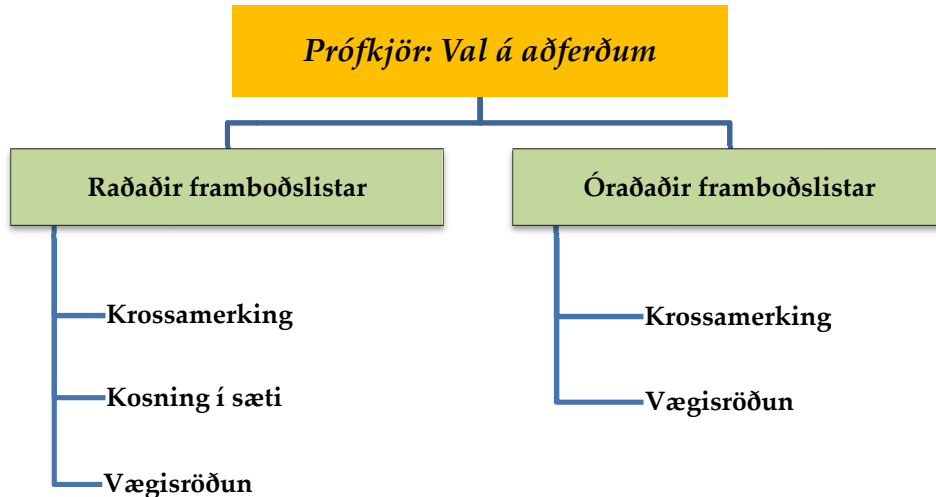 Prófkjör: Val á aðferðum
Raðaðir framboðslistar
Krossamerking
Kosning í sæti
Vægisröðun
Óraðaðir framboðslistar
Krossamerking
Vægisröðun